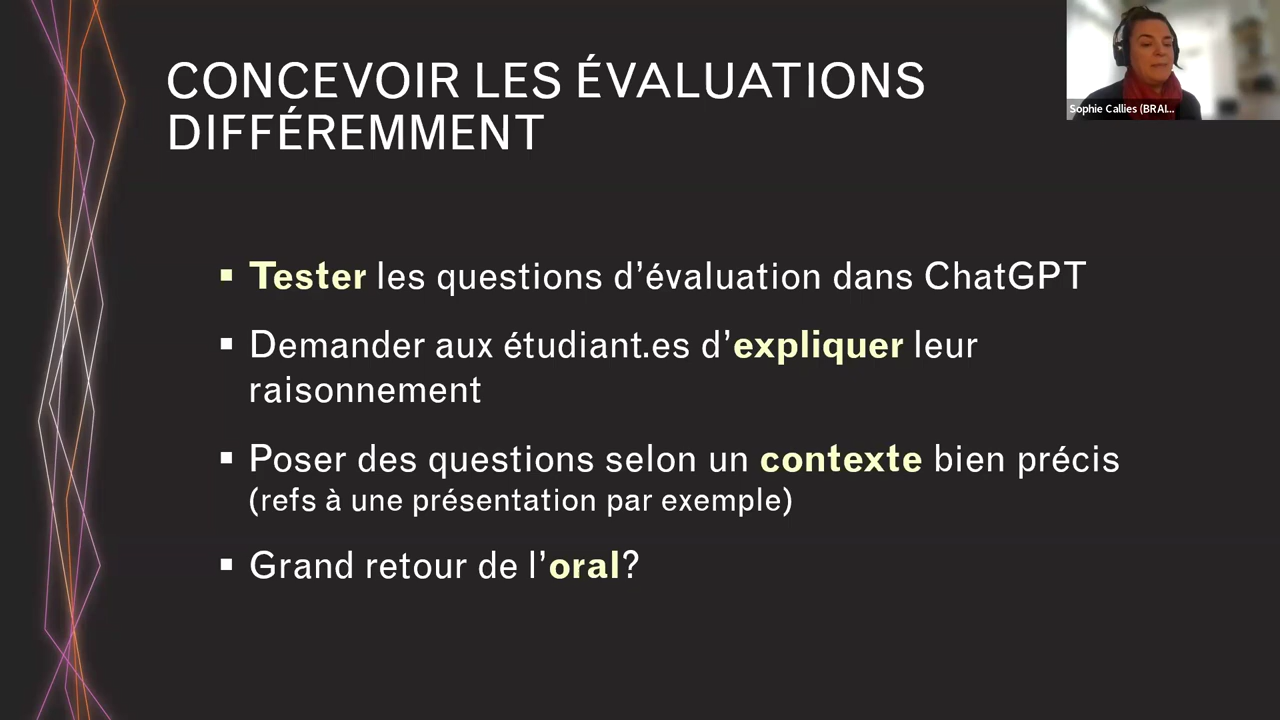 CONCEVOIR LES ÉVALUATIONS
DIFFÉREMMENT
Sophie Callies (BRAI...
▪ Tester les questions d’évaluation dans ChatGPT
▪ Demander aux étudiant.es d’expliquer leur
raisonnement
▪ Poser des questions selon un contexte bien précis
(refs à une présentation par exemple)
▪ Grand retour de l’oral?